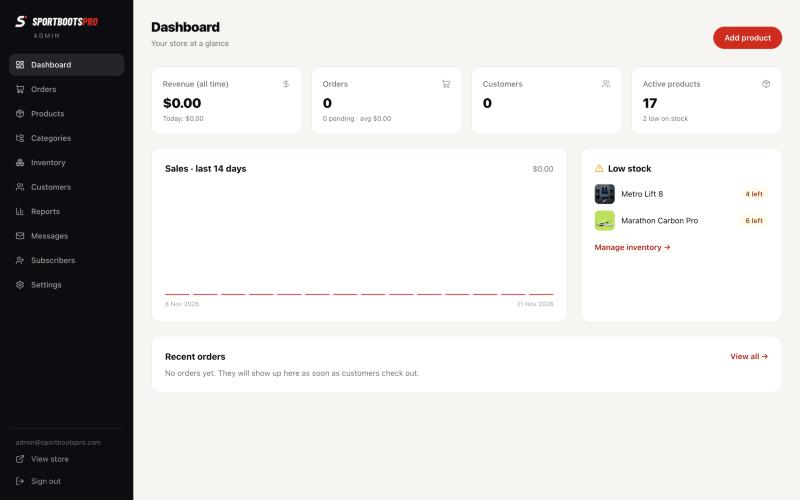 SPORTBOOTSPRO
ADMIN
Dashboard
Orders
Products
Categories
Inventory
Customers
Reports
Messages
Subscribers
Settings
admin@sportbootspro.com
View store
Sign out
Dashboard
Your store at a glance
Add product
Revenue (all time)
$0.00
Today: $0.00
Orders
0
0 pending · avg $0.00
Customers
0
Active products
17
2 low on stock
Sales · last 14 days
$0.00
8 Nov 2026
21 Nov 2026
Low stock
Metro Lift 8
4 left
Marathon Carbon Pro
6 left
Manage inventory →
Recent orders
View all →
No orders yet. They will show up here as soon as customers check out.